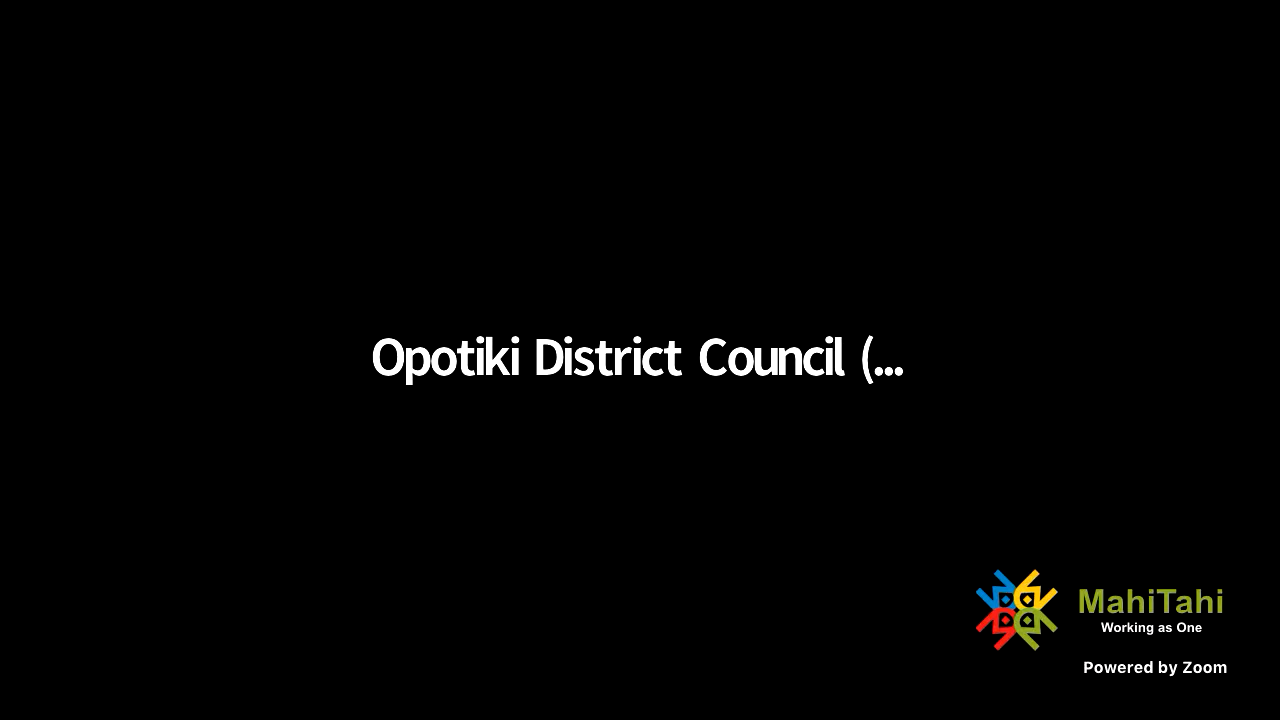 Opotiki District Council (...
MahiTahi
Working as One
Powered by Zoom